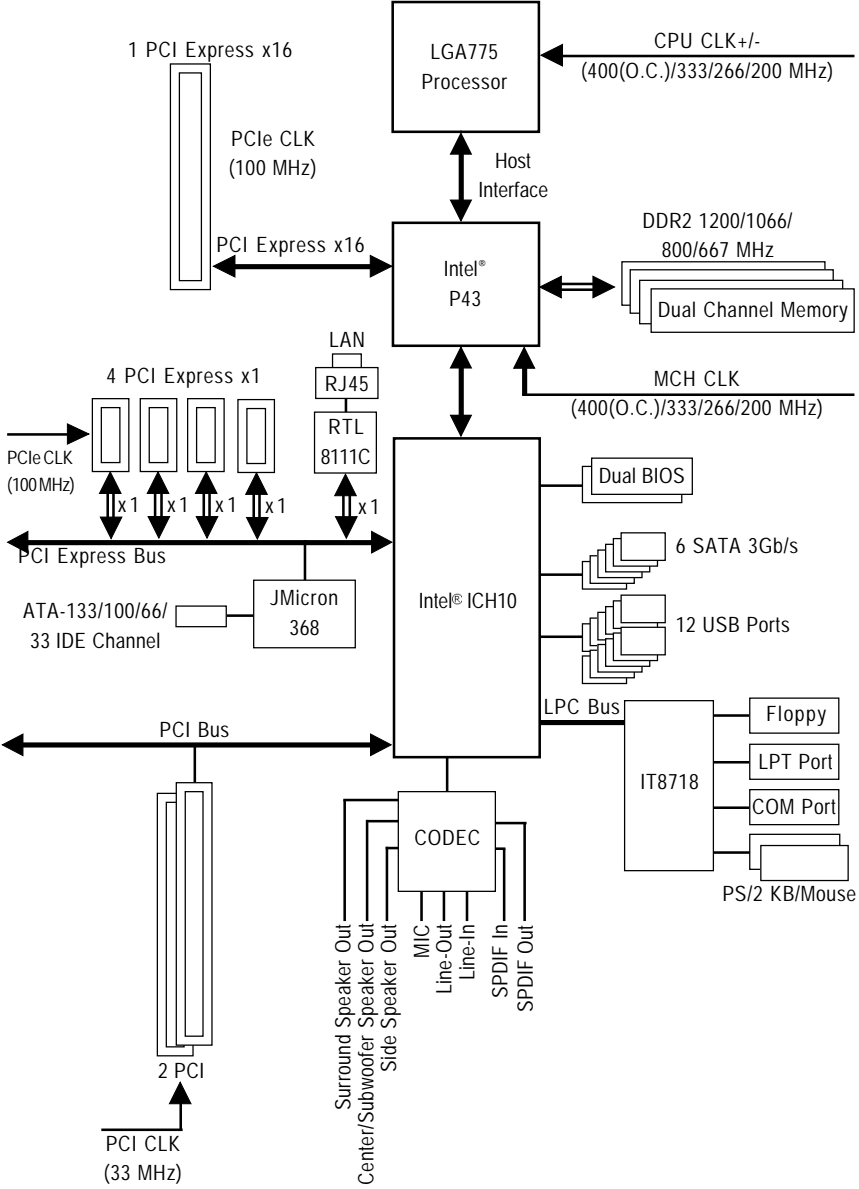 1 PCI Express x16
LGA775
Processor
CPU CLK+/-
(400(O.C.)/333/266/200 MHz)
PCIe CLK
(100 MHz)
Host
Interface
PCI Express x16
Intel®
P43
DDR2 1200/1066/
800/667 MHz
Dual Channel Memory
MCH CLK
(400(O.C.)/333/266/200 MHz)
LAN
RJ45
RTL
8111C
4 PCI Express x1
PCIe CLK
(100 MHz)
x1
x1
x1
x1
x1
PCI Express Bus
Intel® ICH10
Dual BIOS
6 SATA 3Gb/s
12 USB Ports
ATA-133/100/66/
33 IDE Channel
JMicron
368
LPC Bus
IT8718
Floppy
LPT Port
COM Port
PS/2 KB/Mouse
PCI Bus
CODEC
Surround Speaker Out
Center/Subwoofer Speaker Out
Side Speaker Out
MIC
Line-Out
Line-In
SPDIF In
SPDIF Out
2 PCI
PCI CLK
(33 MHz)